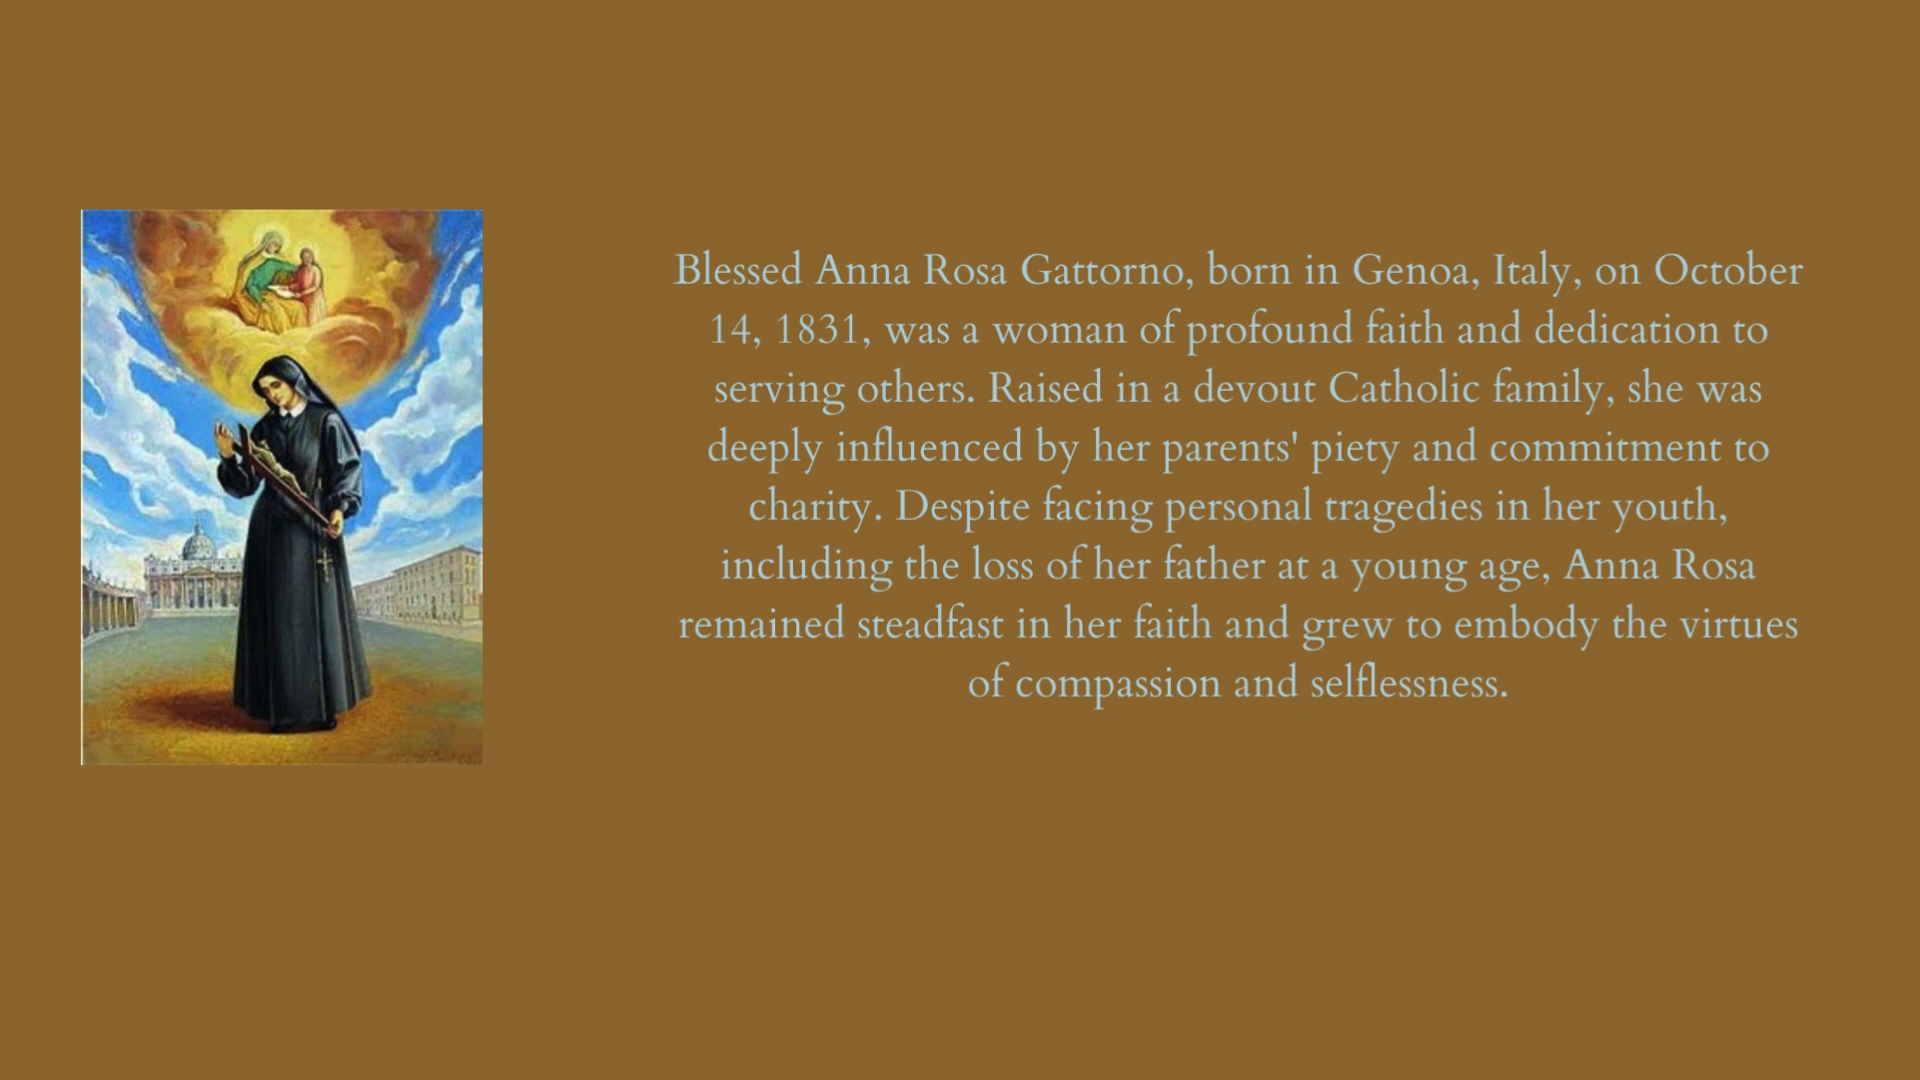 Blessed Anna Rosa Gattorno, born in Genoa, Italy, on October
14, 1831, was a woman of profound faith and dedication to
serving others. Raised in a devout Catholic family, she was
deeply influenced by her parents' piety and commitment to
charity. Despite facing personal tragedies in her youth,
including the loss of her father at a young age, Anna Rosa
remained steadfast in her faith and grew to embody the virtues
of compassion and selflessness.